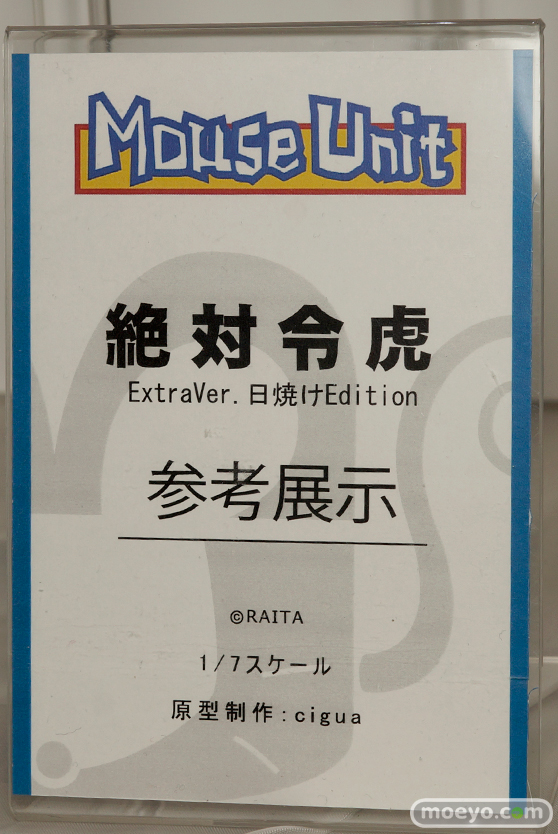 Mouse Unit
絶対令虎
ExtraVer.日焼けEdition
参考展示
©RAITA
1/7スケール
原型制作:cigua
moeyo.com